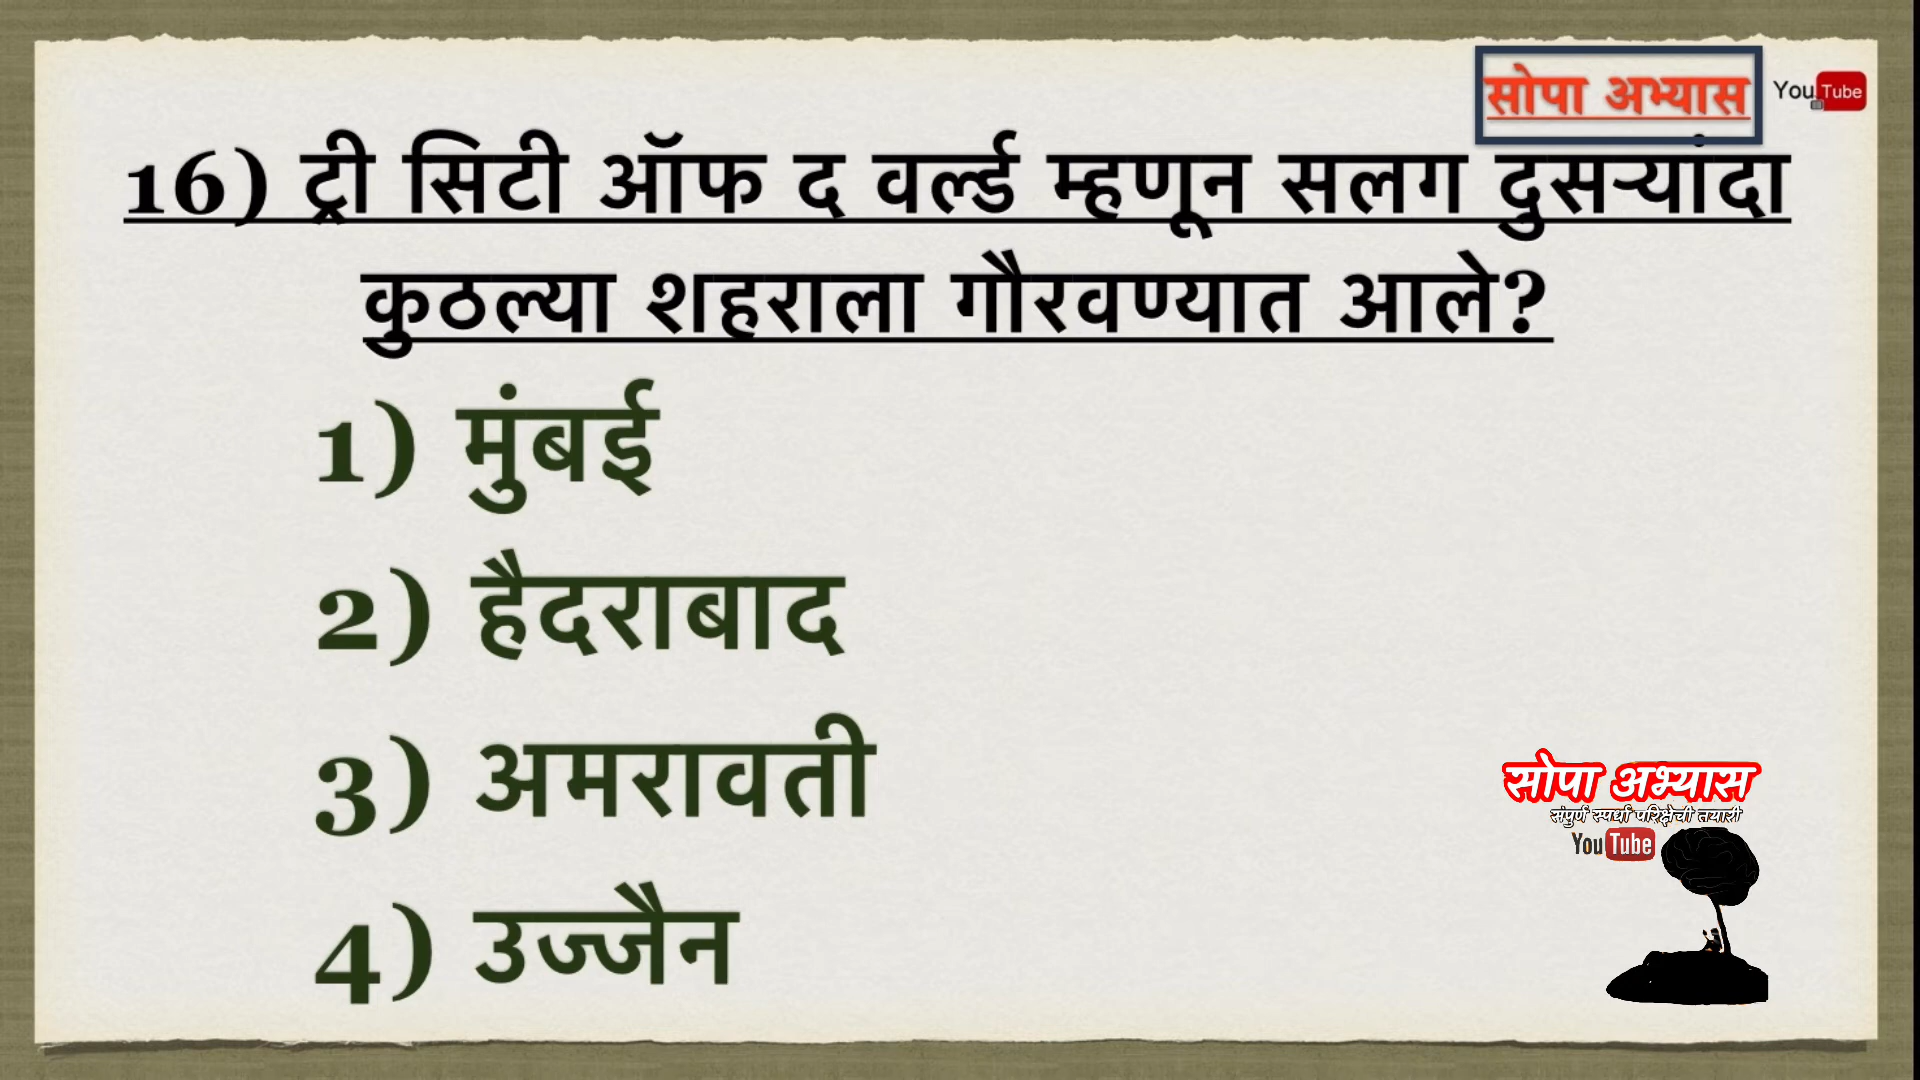 सोपा अभ्यास YouTube
16) ट्री सिटी ऑफ द वर्ल्ड म्हणून सलग दुसऱ्यांदा
कुठल्या शहराला गौरवण्यात आले?
1) मुंबई
2) हैदराबाद
3) अमरावती
4) उज्जैन
सोपा अभ्यास
संपुर्ण स्पर्धा परिक्षेची तयारी
YouTube